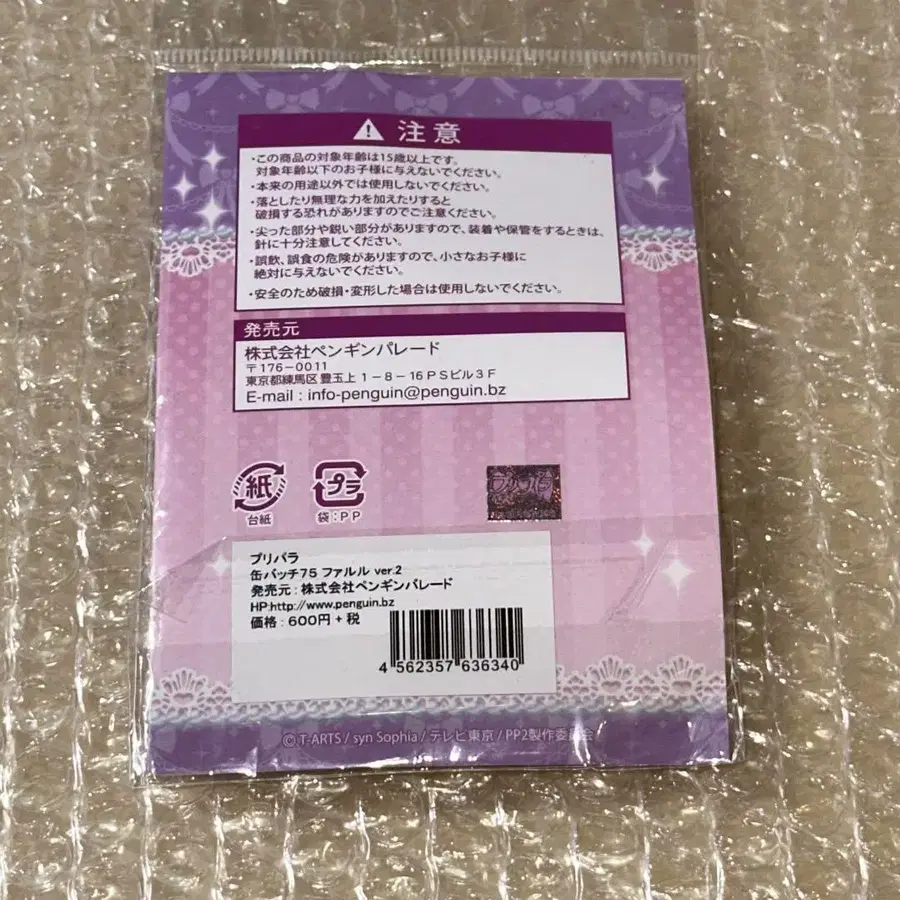 注意
・この商品の対象年齢は15歳以上です。
対象年齢以下のお子様に与えないでください。
・本来の用途以外では使用しないでください。
・落としたり無理な力を加えたりすると
破損する恐れがありますのでご注意ください。
・尖った部分や鋭い部分がありますので、装着や保管をするときは、
針に十分注意してください。
・誤飲、誤食の危険がありますので、小さなお子様に
絶対に与えないでください。
・安全のため破損・変形した場合は使用しないでください。
発売元
株式会社ペンギンパレード
〒176-0011
東京都練馬区豊玉上1-8-16 PSビル3F
E-mail : info-penguin@penguin.bz
紙
台紙
プラ
袋:PP
プリパラ
缶バッチ75 ファルル ver.2
発売元:株式会社ペンギンパレード
HP:http://www.penguin.bz
価格:600円+税
4 562357 636340
© T-ARTS / syn Sophia / テレビ東京 / PP2製作委員会